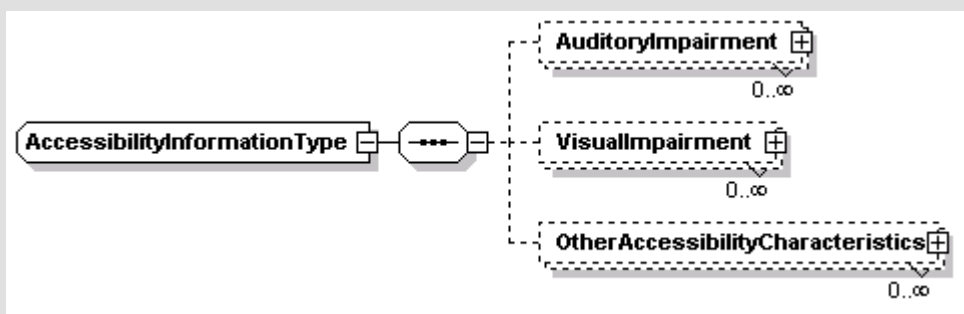 AuditoryImpairment
0..∞
AccessibilityInformationType
VisualImpairment
0..∞
OtherAccessibilityCharacteristics
0..∞